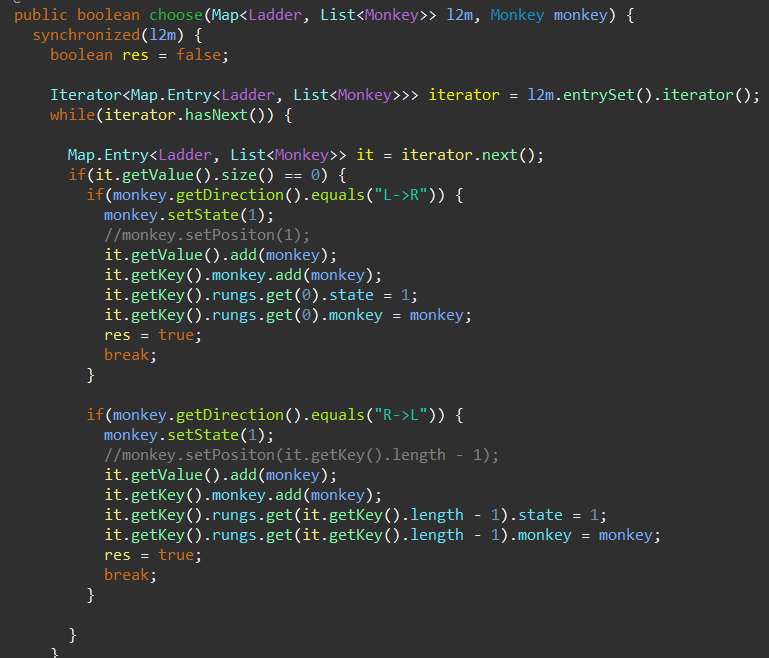 public boolean choose(Map<Ladder, List<Monkey>> l2m, Monkey monkey) {
synchronized(l2m) {
boolean res = false;
Iterator<Map.Entry<Ladder, List<Monkey>>> iterator = l2m.entrySet().iterator();
while(iterator.hasNext()) {
Map.Entry<Ladder, List<Monkey>> it = iterator.next();
if(it.getValue().size() == 0) {
if(monkey.getDirection().equals("L->R")) {
monkey.setState(1);
//monkey.setPositon(1);
it.getValue().add(monkey);
it.getKey().monkey.add(monkey);
it.getKey().rungs.get(0).state = 1;
it.getKey().rungs.get(0).monkey = monkey;
res = true;
break;
}
if(monkey.getDirection().equals("R->L")) {
monkey.setState(1);
//monkey.setPositon(it.getKey().length - 1);
it.getValue().add(monkey);
it.getKey().monkey.add(monkey);
it.getKey().rungs.get(it.getKey().length - 1).state = 1;
it.getKey().rungs.get(it.getKey().length - 1).monkey = monkey;
res = true;
break;
}
}
}